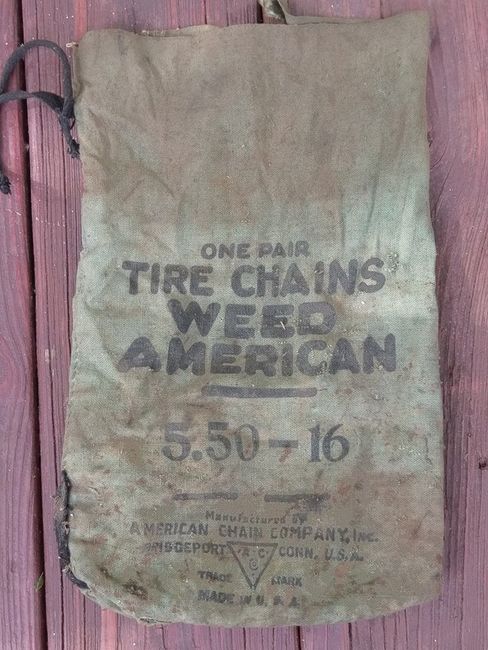 ONE PAIR
TIRE CHAINS
WEED
AMERICAN
5.50-16
Manufactured by
AMERICAN CHAIN COMPANY, INC.
CONN. U.S.A.
TRADE MARK
MADE IN U.S.A.